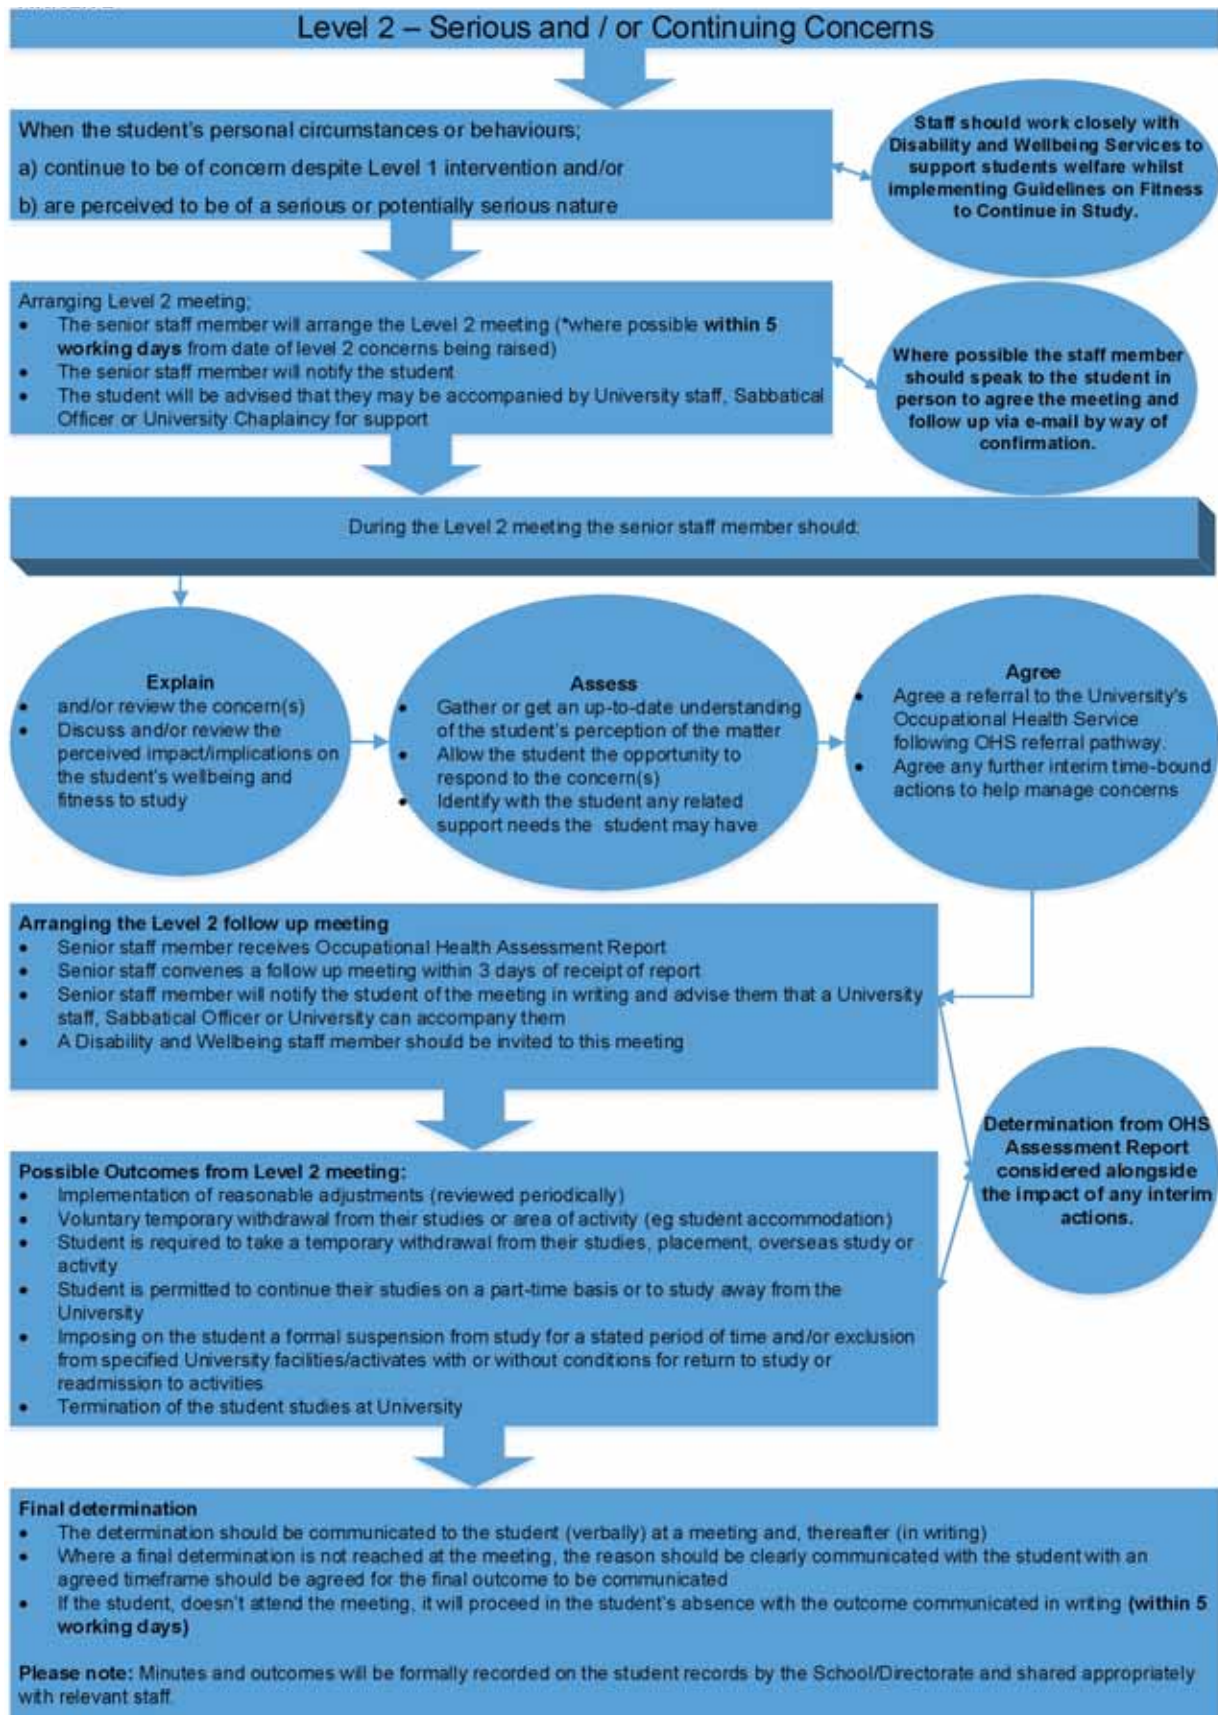 Level 2 – Serious and / or Continuing Concerns
When the student's personal circumstances or behaviours;
a) continue to be of concern despite Level 1 intervention and/or
b) are perceived to be of a serious or potentially serious nature
Staff should work closely with
Disability and Wellbeing Services to
support students welfare whilst
implementing Guidelines on Fitness
to Continue in Study.
Arranging Level 2 meeting;
• The senior staff member will arrange the Level 2 meeting (*where possible within 5
working days from date of level 2 concerns being raised)
• The senior staff member will notify the student
• The student will be advised that they may be accompanied by University staff, Sabbatical
Officer or University Chaplaincy for support
Where possible the staff member
should speak to the student in
person to agree the meeting and
follow up via e-mail by way of
confirmation.
During the Level 2 meeting the senior staff member should:
Explain
• and/or review the concern(s)
• Discuss and/or review the
perceived impact/implications on
the student's wellbeing and
fitness to study
Assess
• Gather or get an up-to-date understanding
of the student's perception of the matter
• Allow the student the opportunity to
respond to the concern(s)
• Identify with the student any related
support needs the student may have
Agree
• Agree a referral to the University's
Occupational Health Service
following OHS referral pathway.
• Agree any further interim time-bound
actions to help manage concerns
Arranging the Level 2 follow up meeting
• Senior staff member receives Occupational Health Assessment Report
• Senior staff convenes a follow up meeting within 3 days of receipt of report
• Senior staff member will notify the student of the meeting in writing and advise them that a University
staff, Sabbatical Officer or University can accompany them
• A Disability and Wellbeing staff member should be invited to this meeting
Determination from OHS
Assessment Report
considered alongside
the impact of any interim
actions.
Possible Outcomes from Level 2 meeting:
• Implementation of reasonable adjustments (reviewed periodically)
• Voluntary temporary withdrawal from their studies or area of activity (eg student accommodation)
• Student is required to take a temporary withdrawal from their studies, placement, overseas study or
activity
• Student is permitted to continue their studies on a part-time basis or to study away from the
University
• Imposing on the student a formal suspension from study for a stated period of time and/or exclusion
from specified University facilities/activates with or without conditions for return to study or
readmission to activities
• Termination of the student studies at University
Final determination
• The determination should be communicated to the student (verbally) at a meeting and, thereafter (in writing)
• Where a final determination is not reached at the meeting, the reason should be clearly communicated with the student with an
agreed timeframe should be agreed for the final outcome to be communicated
• If the student, doesn't attend the meeting, it will proceed in the student's absence with the outcome communicated in writing (within 5
working days)
Please note: Minutes and outcomes will be formally recorded on the student records by the School/Directorate and shared appropriately
with relevant staff.